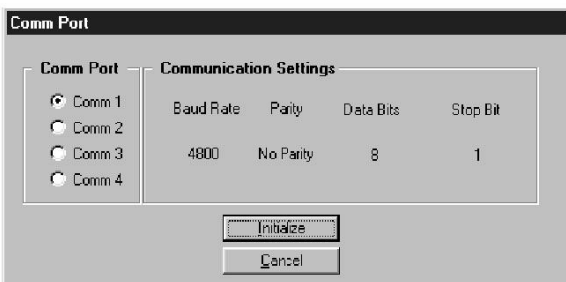 Comm Port
Comm Port
Comm 1
Comm 2
Comm 3
Comm 4
Communication Settings
Baud Rate Parity Data Bits Stop Bit
4800 No Parity 8 1
Initialize
Cancel